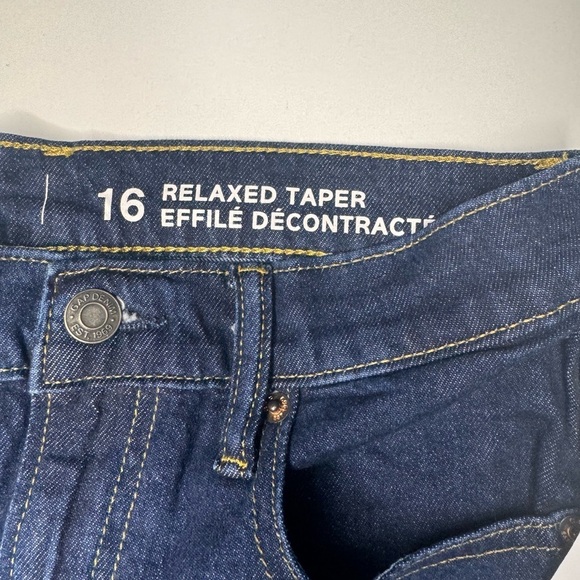 16 RELAXED TAPER
EFFILÉ DÉCONTRACTÉ
GAP DENIM
EST. 1969